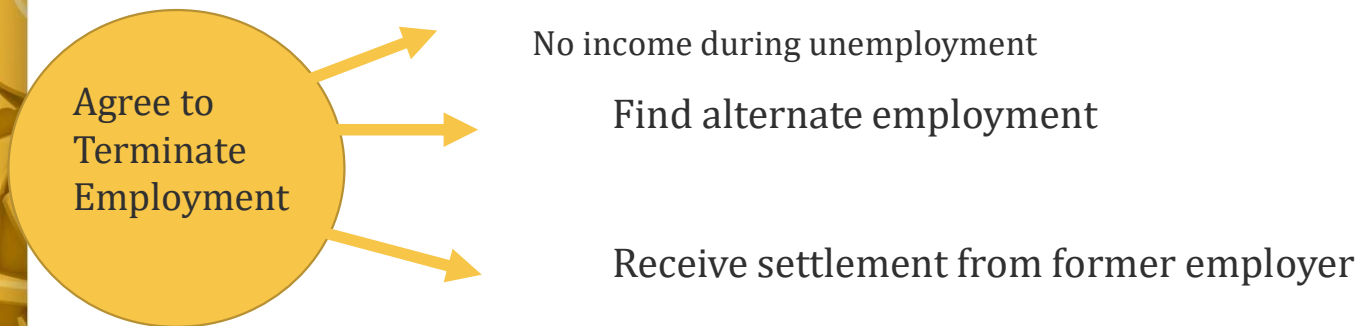 No income during unemployment
Agree to
Terminate
Employment
Find alternate employment
Receive settlement from former employer